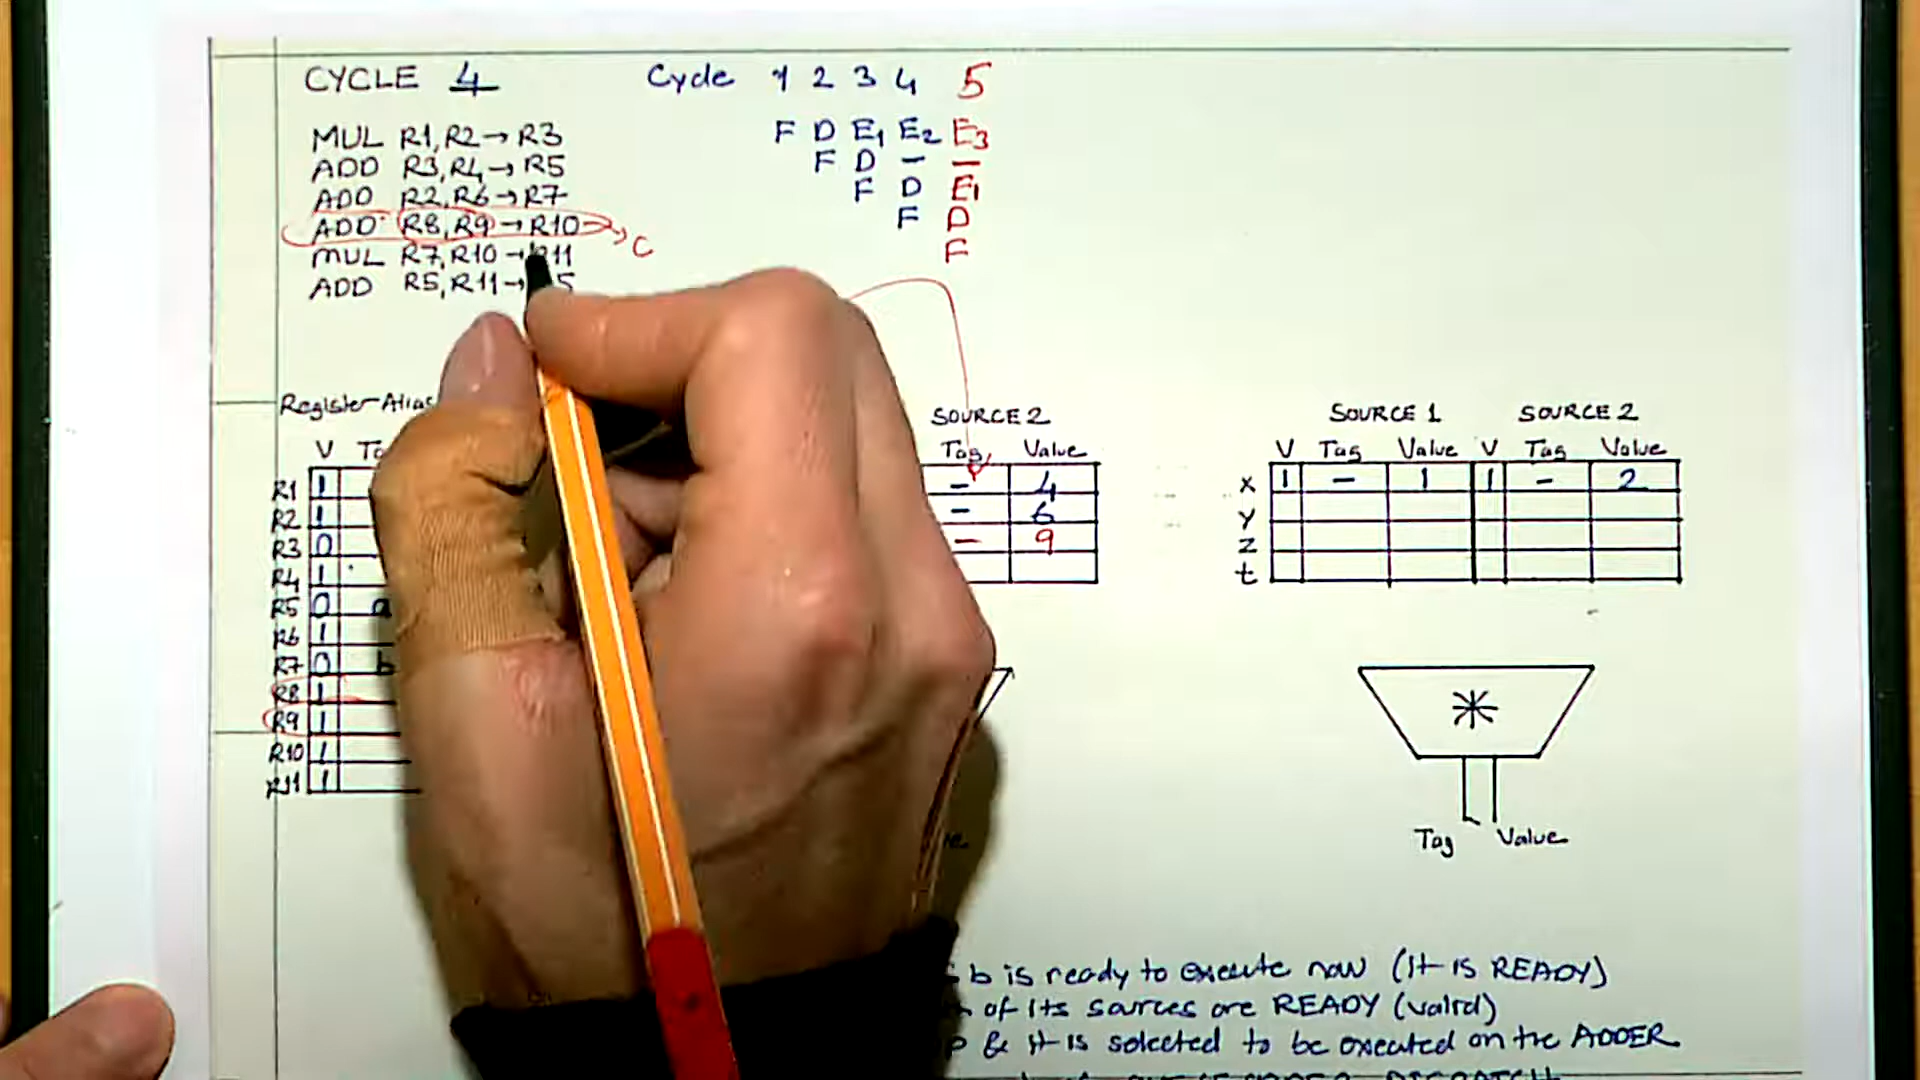 CYCLE 4
Cycle 1 2 3 4 5
MUL R1,R2→R3 F D E1 E2 E3
ADD R3,R4→R5 F D – –
ADD R2,R6→R7 F D E1
ADD R8,R9→R10 F D
C
MUL R7,R10→R11 F
ADD R5,R11→ 5
Register Alias
SOURCE 2
SOURCE 1 SOURCE 2
V
Tag Value
V Tag Value V Tag Value
R1 1
– 4
x 1 – 1 1 – 2
R2 1
– 6
y
R3 0
– 9
z
R4 1
t
R5 0 a
R6 1
R7 0 b
R8 1
R9 1
R10 1
R11 1
*
Tag Value
b is ready to execute now (It is READY)
of its sources are READY (valid)
& it is selected to be executed on the ADDER